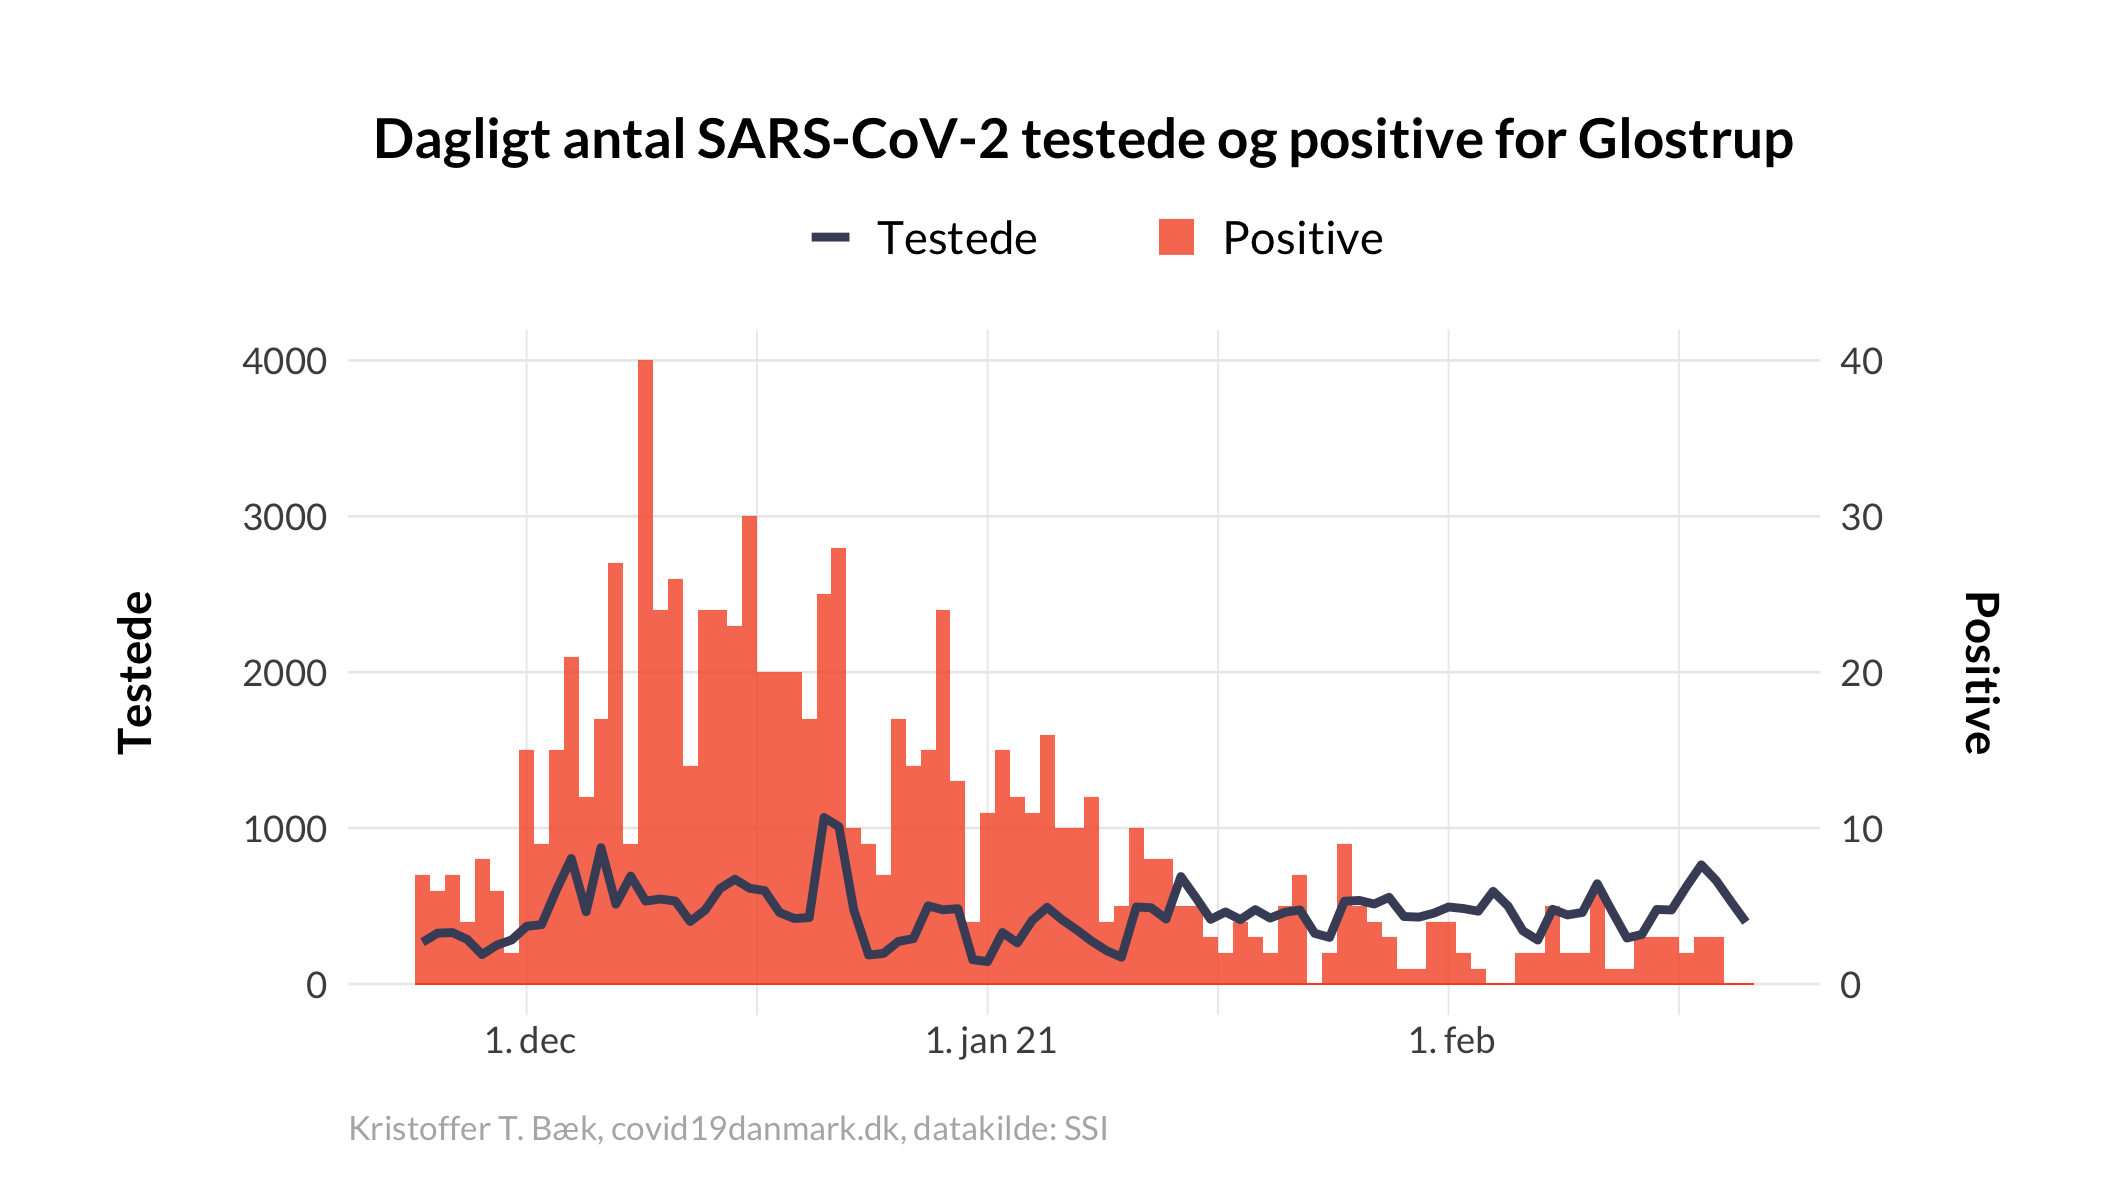 Dagligt antal SARS-CoV-2 testede og positive for Glostrup
Testede
Positive
4000
3000
2000
1000
0
40
30
20
10
0
Testede
Positive
1. dec
1. jan 21
1. feb
Kristoffer T. Bæk, covid19danmark.dk, datakilde: SSI